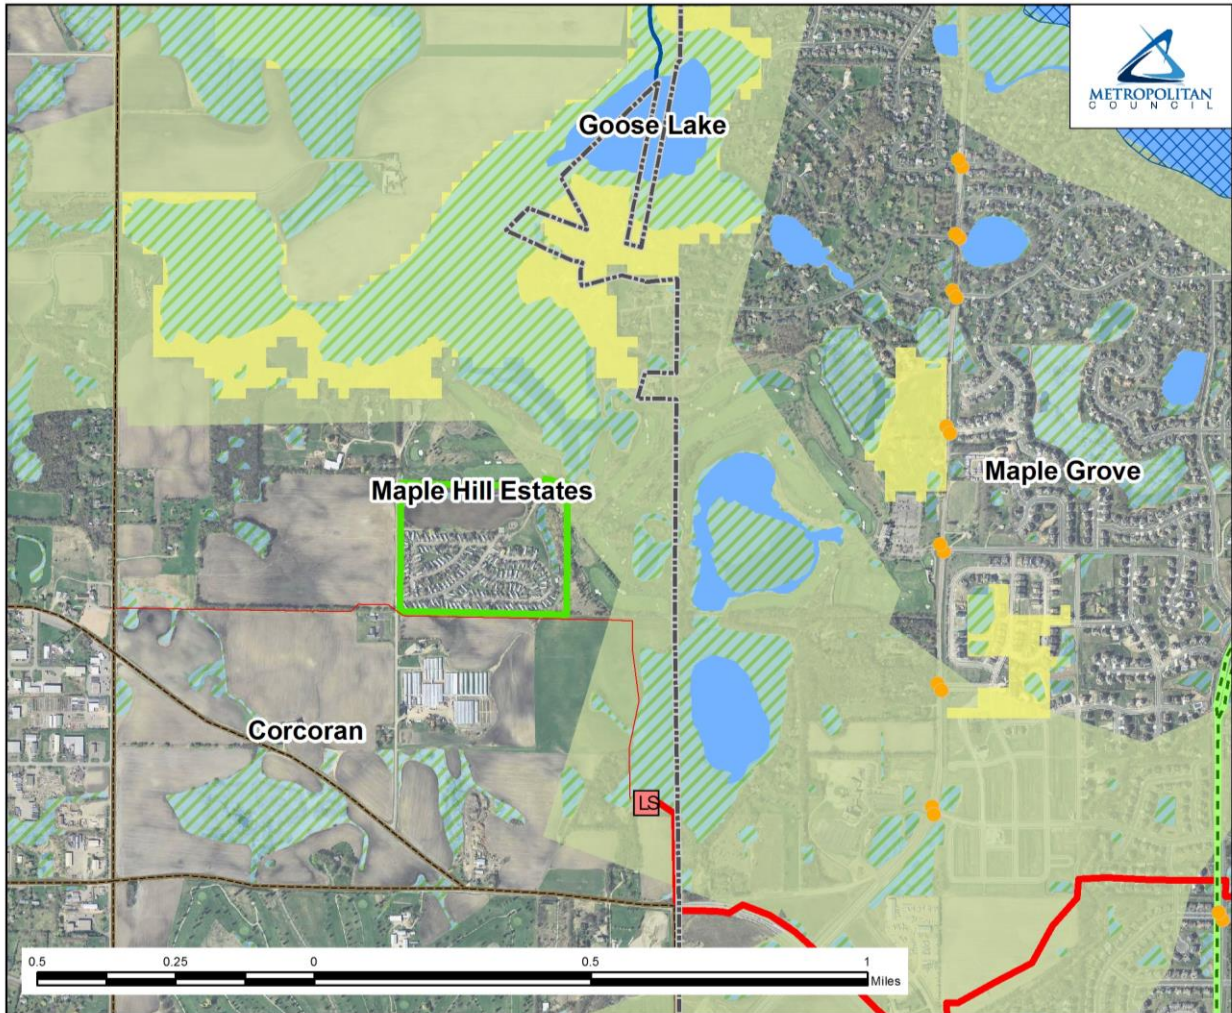 METROPOLITAN
COUNCIL
Goose Lake
Maple Grove
Maple Hill Estates
Corcoran
LS
0.5 0.25 0 0.5 1
Miles